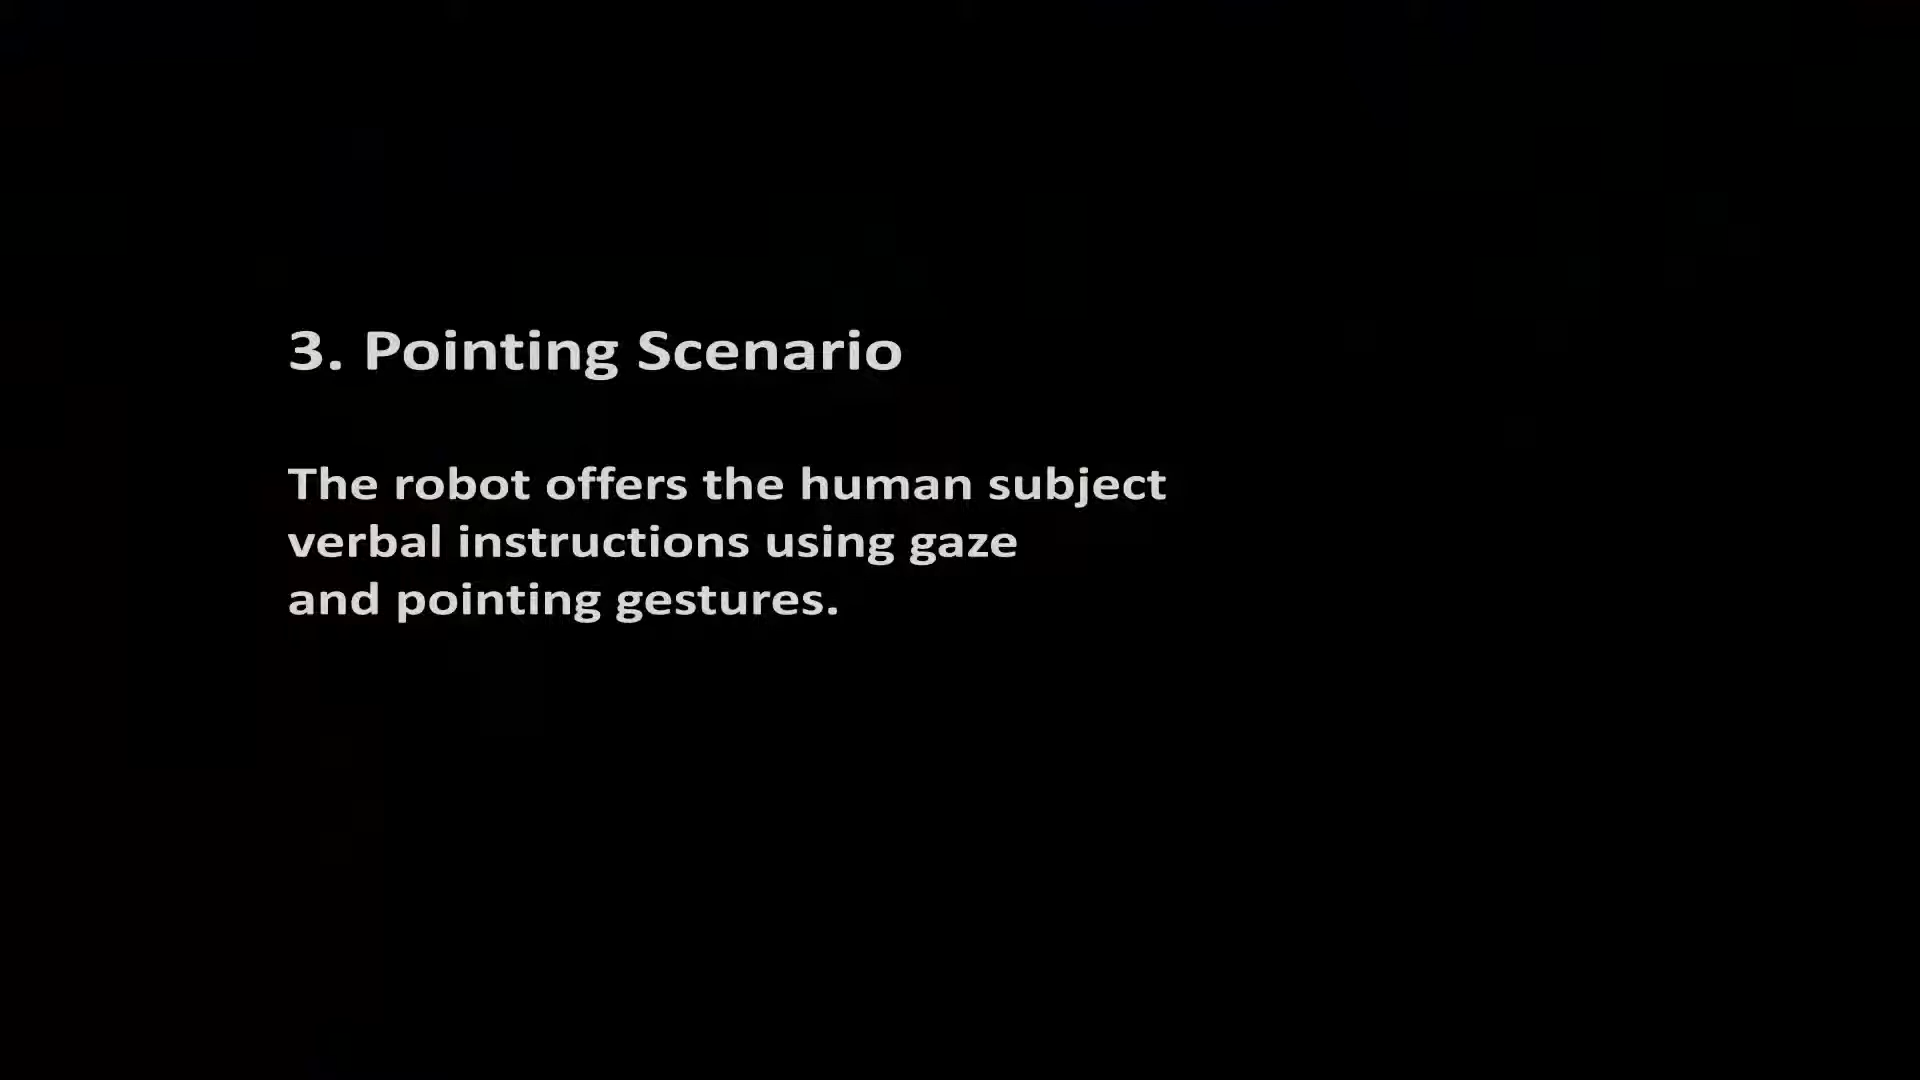 3. Pointing Scenario
The robot offers the human subject
verbal instructions using gaze
and pointing gestures.